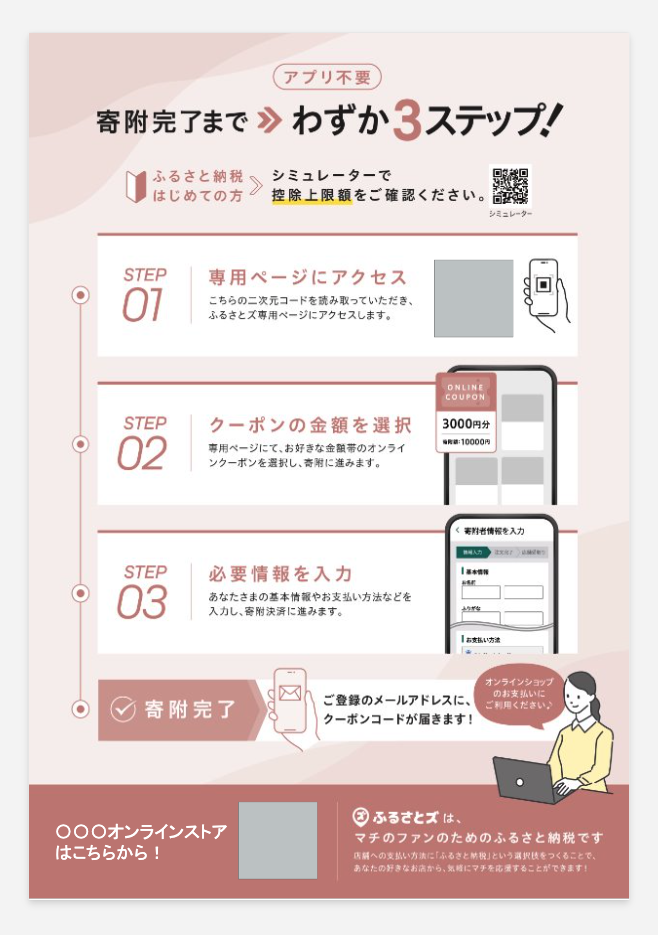 アプリ不要
寄附完了まで
わずか3ステップ!
ふるさと納税
はじめての方
シミュレーターで
控除上限額をご確認ください。
シミュレーター
STEP
01
専用ページにアクセス
こちらの二次元コードを読み取っていただき、
ふるさとズ専用ページにアクセスします。
STEP
02
クーポンの金額を選択
専用ページにて、お好きな金額帯のオンライ
ンクーポンを選択し、寄附に進みます。
ONLINE
COUPON
3000円分
寄附額:10000円
STEP
03
必要情報を入力
あなたさまの基本情報やお支払い方法などを
入力し、寄附決済に進みます。
寄附者情報を入力
情報入力
基本情報
お名前
ふりがな
お支払い方法
寄附完了
ご登録のメールアドレスに、
クーポンコードが届きます!
オンラインショップ
のお支払いに
ご利用ください♪
〇〇〇オンラインストア
はこちらから!
ふるさとズは、
マチのファンのためのふるさと納税です
店舗への支払い方法に「ふるさと納税」という選択肢をつくることで、
あなたの好きなお店から、気軽にマチを応援することができます!